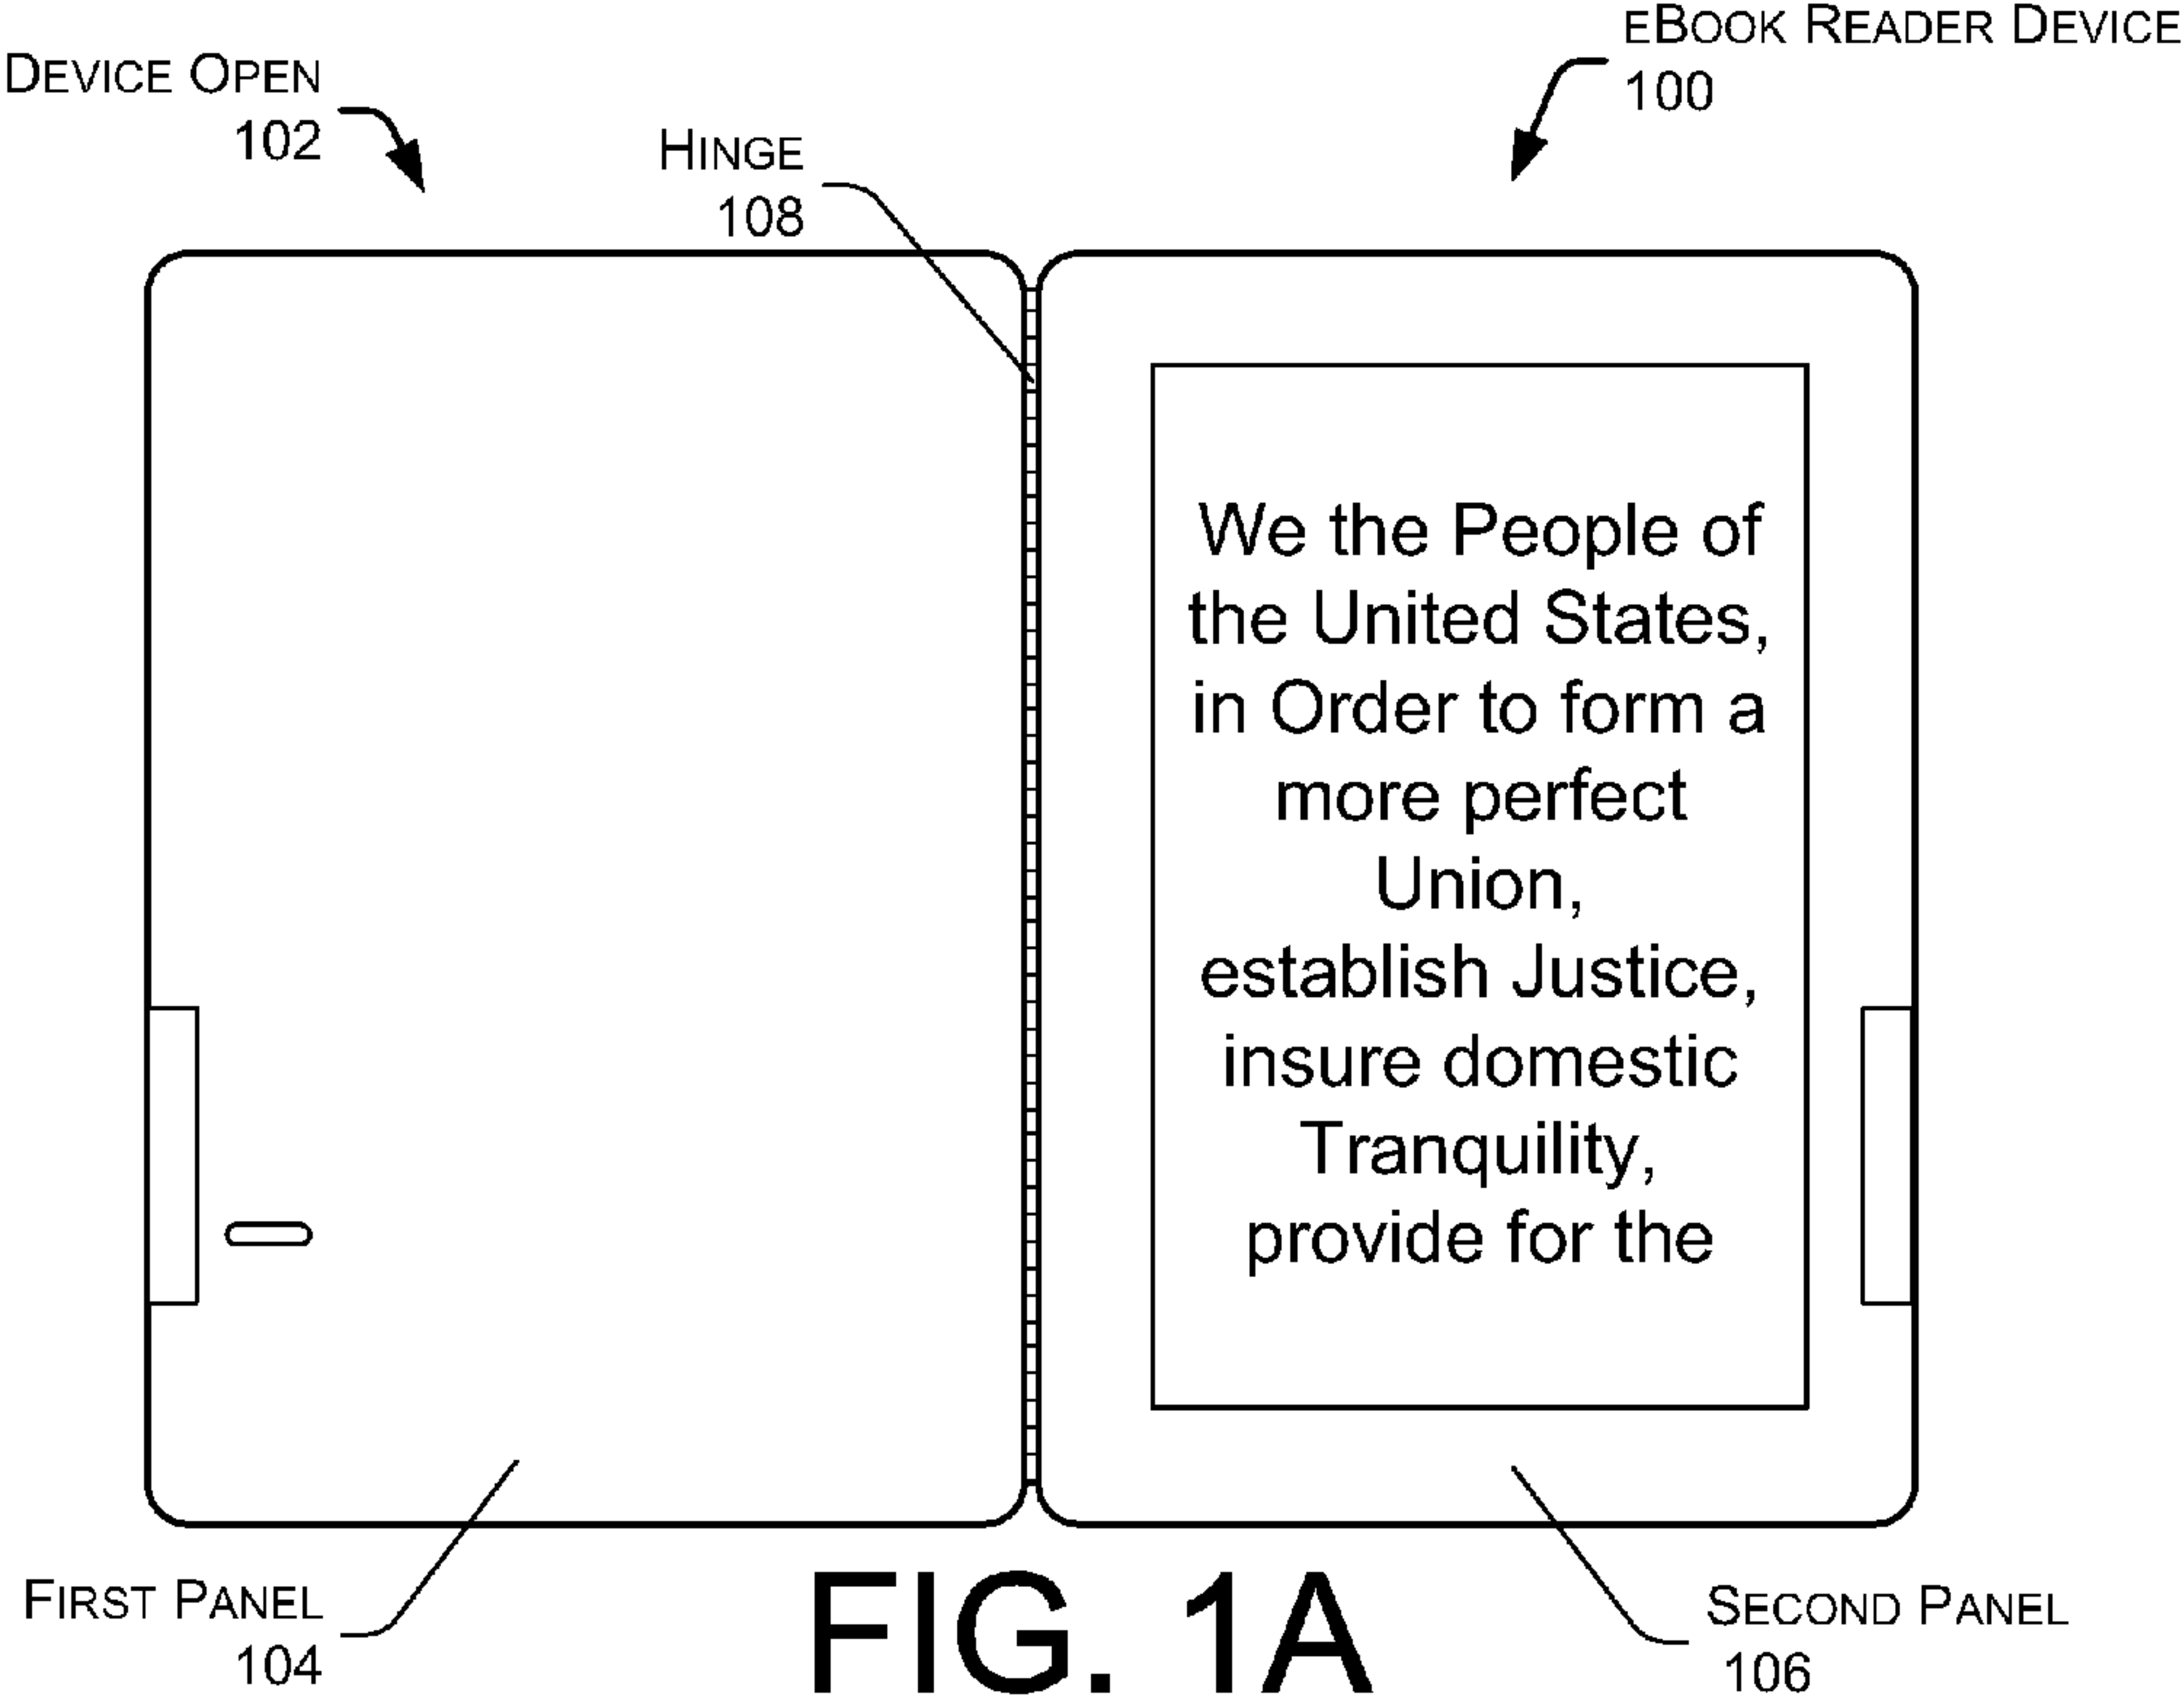 EBOOK READER DEVICE
100
DEVICE OPEN
102
HINGE
108
We the People of
the United States,
in Order to form a
more perfect
Union,
establish Justice,
insure domestic
Tranquility,
provide for the
FIRST PANEL
104
SECOND PANEL
106
FIG. 1A